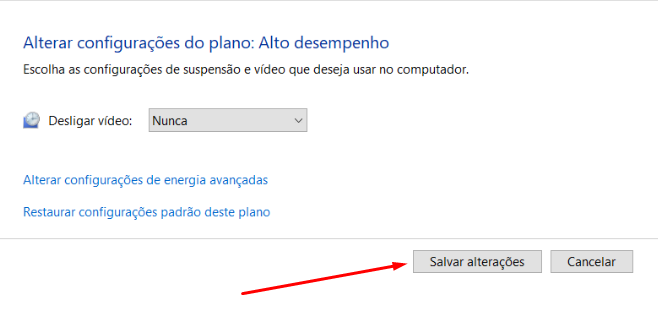 Alterar configurações do plano: Alto desempenho
Escolha as configurações de suspensão e vídeo que deseja usar no computador.
Desligar vídeo: Nunca
Alterar configurações de energia avançadas
Restaurar configurações padrão deste plano
Salvar alterações Cancelar